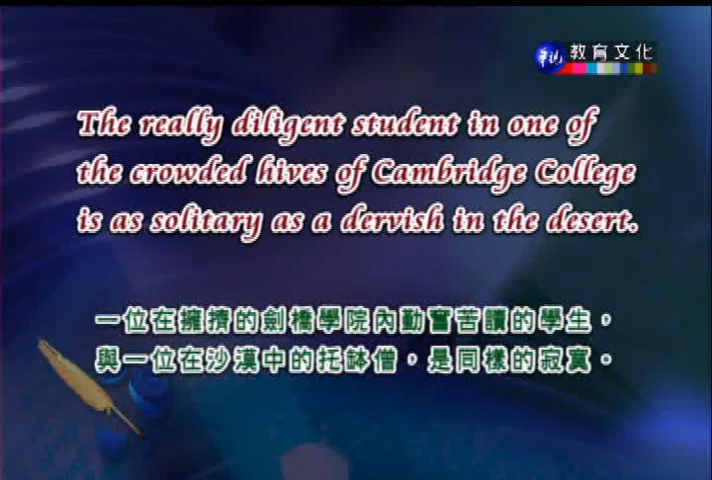 華視 教育文化
The really diligent student in one of
the crowded hives of Cambridge College
is as solitary as a dervish in the desert.
一位在擁擠的劍橋學院內勤奮苦讀的學生，
與一位在沙漠中的托缽僧，是同樣的寂寞。